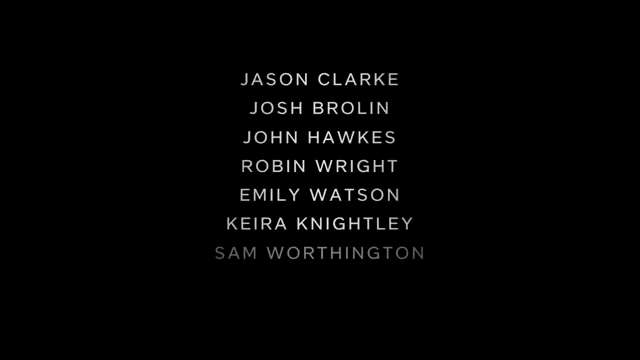 JASON CLARKE
JOSH BROLIN
JOHN HAWKES
ROBIN WRIGHT
EMILY WATSON
KEIRA KNIGHTLEY
SAM WORTHINGTON